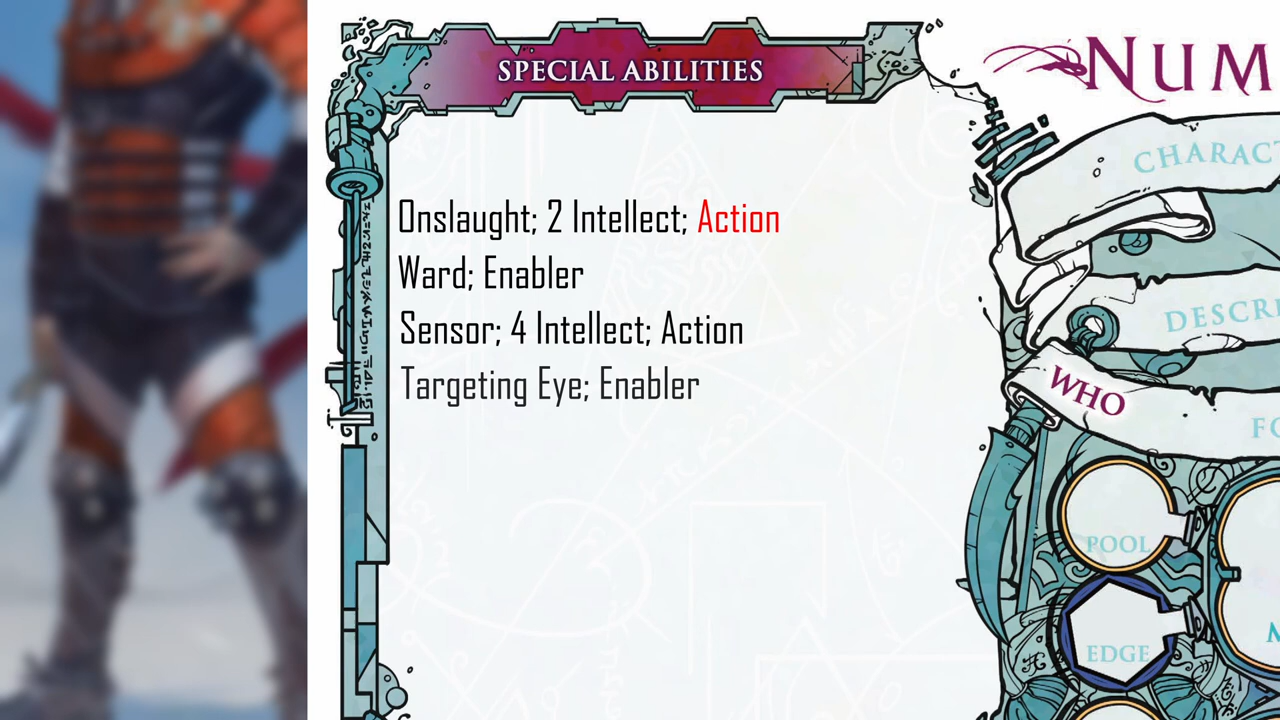 SPECIAL ABILITIES
Onslaught; 2 Intellect; Action
Ward; Enabler
Sensor; 4 Intellect; Action
Targeting Eye; Enabler
NUM
CHARACT
DESCRI
WHO
FO
POOL
EDGE
M